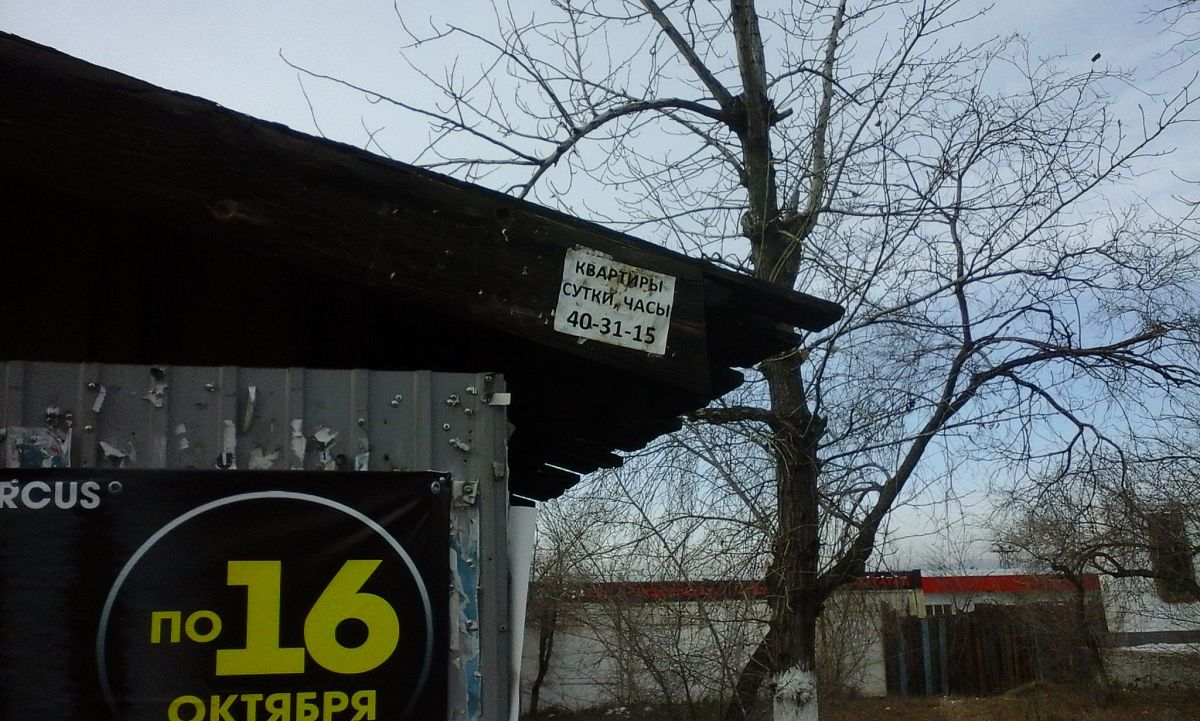 КВАРТИРЫ
СУТКИ, ЧАСЫ
40-31-15
RCUS
ПО 16
ОКТЯБРЯ